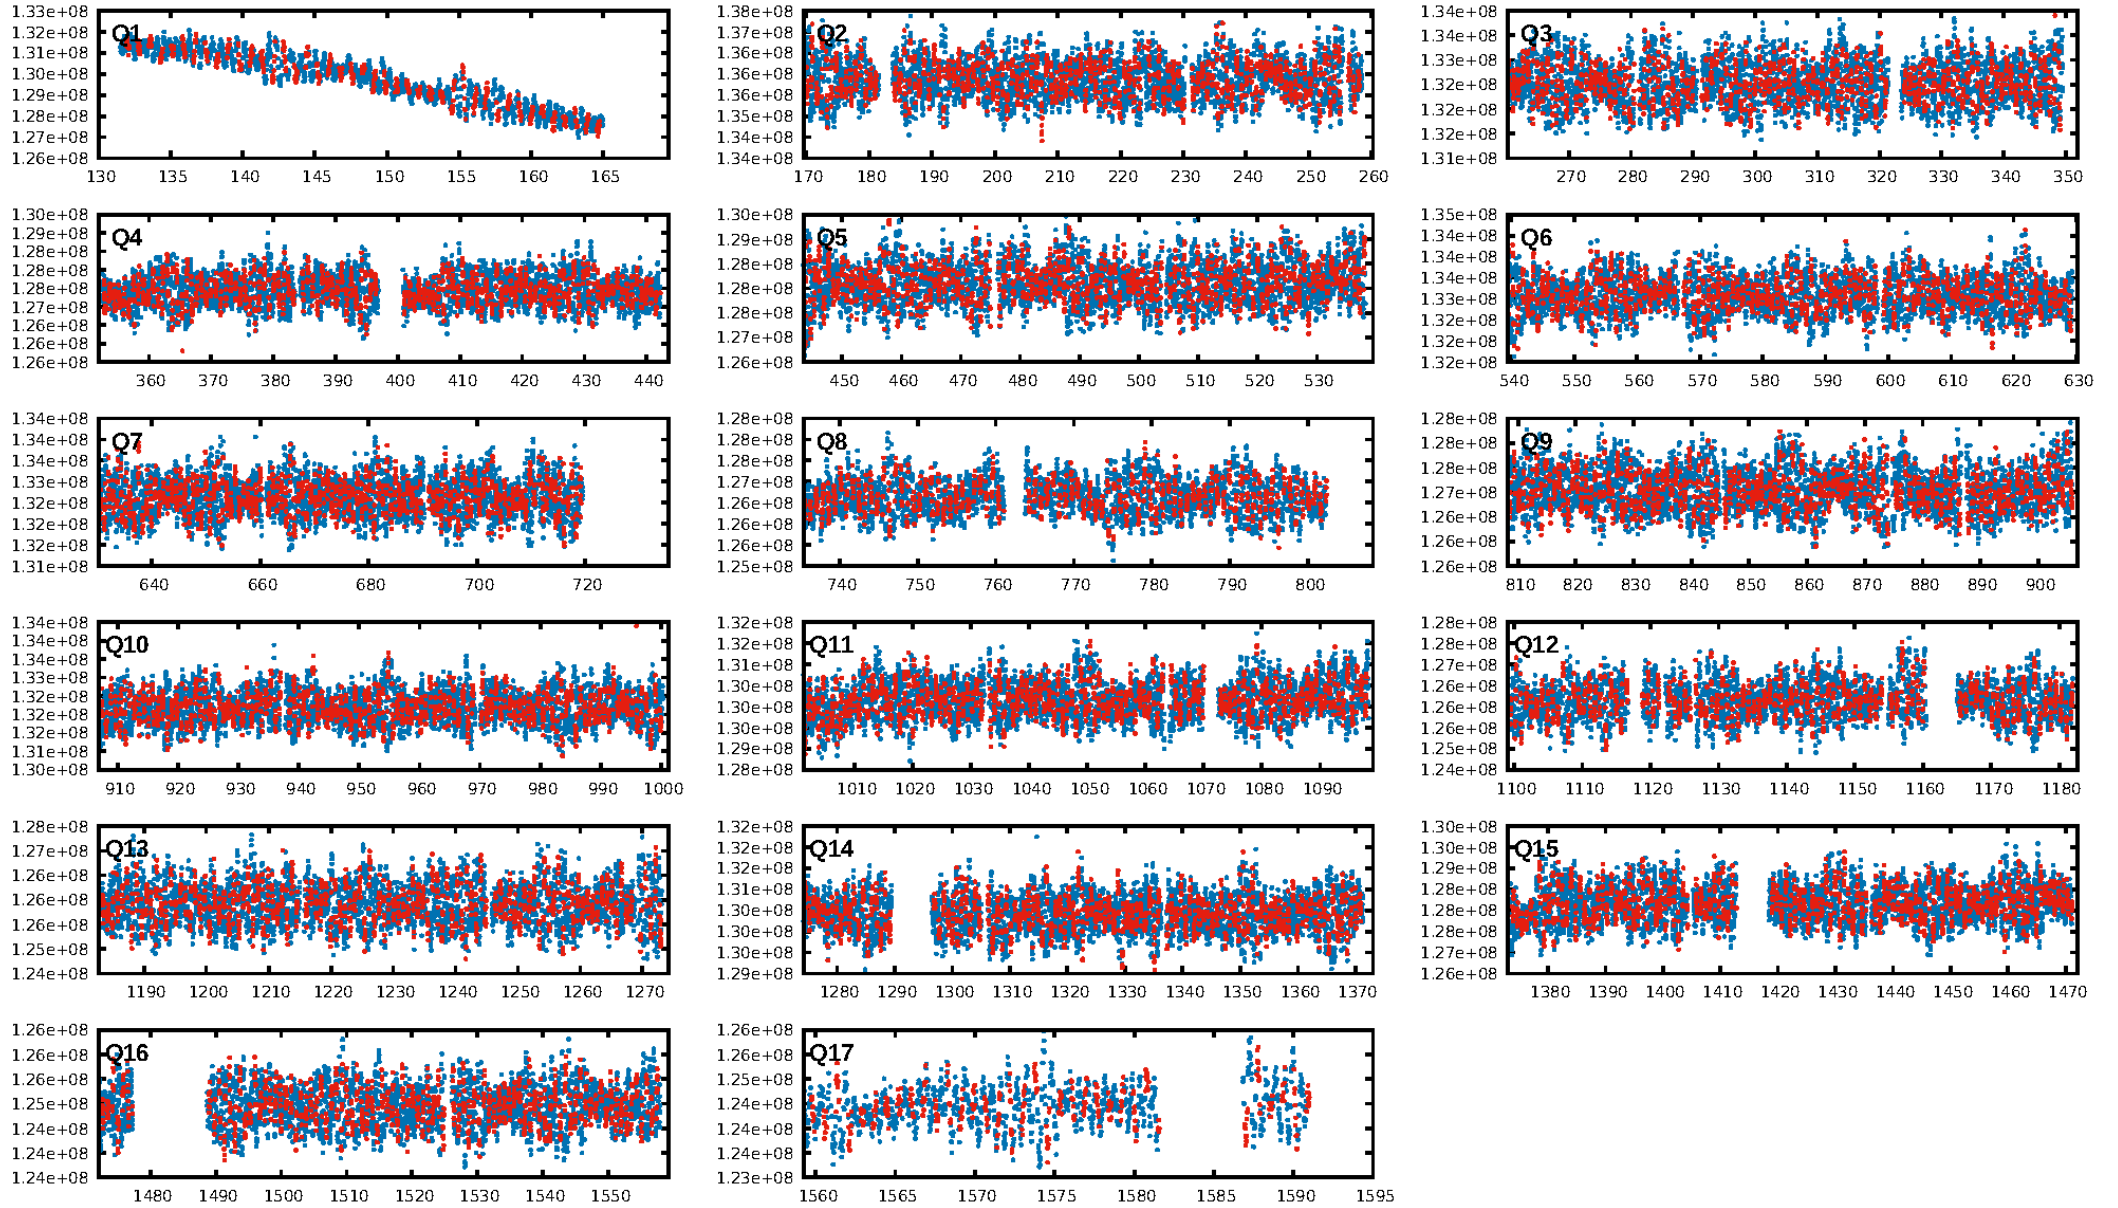 1.33e+08 1.32e+08 1.31e+08 1.30e+08 1.29e+08 1.28e+08 1.27e+08 1.26e+08
Q1
130 135 140 145 150 155 160 165
1.38e+08 1.37e+08 1.36e+08 1.36e+08 1.36e+08 1.35e+08 1.34e+08 1.34e+08
Q2
170 180 190 200 210 220 230 240 250 260
1.34e+08 1.34e+08 1.33e+08 1.32e+08 1.32e+08 1.32e+08 1.31e+08
Q3
270 280 290 300 310 320 330 340 350
1.30e+08 1.29e+08 1.28e+08 1.28e+08 1.28e+08 1.27e+08 1.26e+08 1.26e+08 1.26e+08
Q4
360 370 380 390 400 410 420 430 440
1.30e+08 1.29e+08 1.28e+08 1.28e+08 1.28e+08 1.27e+08 1.26e+08
Q5
450 460 470 480 490 500 510 520 530
1.35e+08 1.34e+08 1.34e+08 1.34e+08 1.33e+08 1.32e+08 1.32e+08 1.32e+08
Q6
540 550 560 570 580 590 600 610 620 630
1.34e+08 1.34e+08 1.34e+08 1.33e+08 1.32e+08 1.32e+08 1.32e+08 1.31e+08
Q7
640 660 680 700 720
1.28e+08 1.28e+08 1.28e+08 1.27e+08 1.26e+08 1.26e+08 1.25e+08
Q8
740 750 760 770 780 790 800
1.28e+08 1.28e+08 1.28e+08 1.27e+08 1.26e+08 1.26e+08 1.26e+08
Q9
810 820 830 840 850 860 870 880 890 900
1.34e+08 1.34e+08 1.34e+08 1.33e+08 1.32e+08 1.32e+08 1.32e+08 1.31e+08 1.30e+08
Q10
910 920 930 940 950 960 970 980 990 1000
1.32e+08 1.32e+08 1.31e+08 1.30e+08 1.30e+08 1.29e+08 1.28e+08
Q11
1010 1020 1030 1040 1050 1060 1070 1080 1090
1.28e+08 1.28e+08 1.27e+08 1.26e+08 1.26e+08 1.26e+08 1.25e+08 1.24e+08
Q12
1100 1110 1120 1130 1140 1150 1160 1170 1180
1.28e+08 1.27e+08 1.26e+08 1.26e+08 1.26e+08 1.25e+08 1.24e+08
Q13
1190 1200 1210 1220 1230 1240 1250 1260 1270
1.32e+08 1.32e+08 1.32e+08 1.31e+08 1.30e+08 1.30e+08 1.30e+08 1.29e+08
Q14
1280 1290 1300 1310 1320 1330 1340 1350 1360 1370
1.30e+08 1.29e+08 1.29e+08 1.28e+08 1.28e+08 1.28e+08 1.27e+08 1.26e+08
Q15
1380 1390 1400 1410 1420 1430 1440 1450 1460 1470
1.26e+08 1.26e+08 1.26e+08 1.25e+08 1.24e+08 1.24e+08 1.24e+08
Q16
1480 1490 1500 1510 1520 1530 1540 1550
1.26e+08 1.26e+08 1.25e+08 1.24e+08 1.24e+08 1.24e+08 1.23e+08
Q17
1560 1565 1570 1575 1580 1585 1590 1595